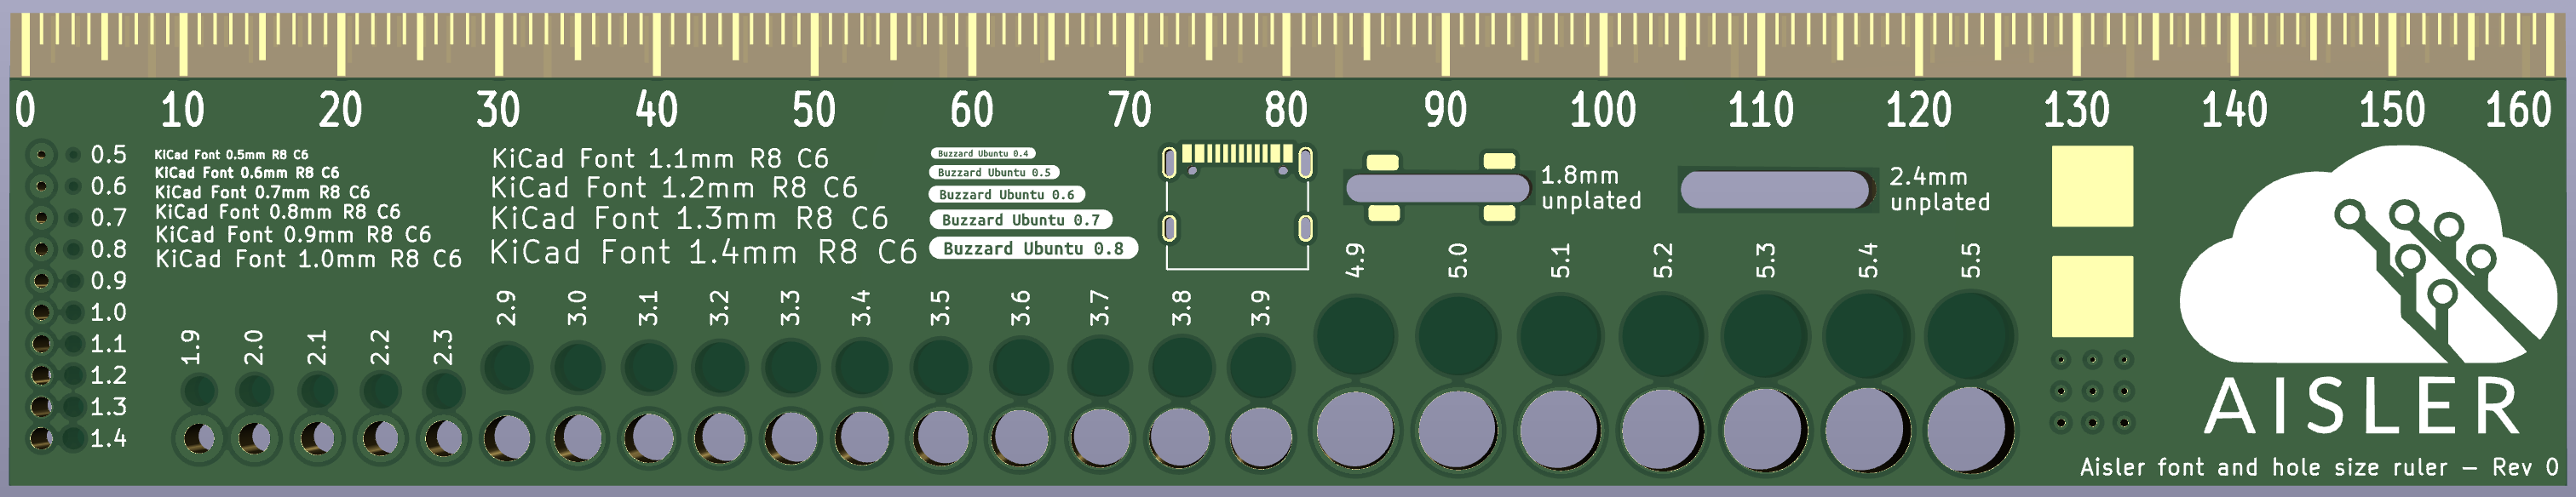 0 10 20 30 40 50 60 70 80 90 100 110 120 130 140 150 160
0.5
0.6
0.7
0.8
0.9
1.0
1.1
1.2
1.3
1.4
KiCad Font 0.5mm R8 C6
KiCad Font 0.6mm R8 C6
KiCad Font 0.7mm R8 C6
KiCad Font 0.8mm R8 C6
KiCad Font 0.9mm R8 C6
KiCad Font 1.0mm R8 C6
KiCad Font 1.1mm R8 C6
KiCad Font 1.2mm R8 C6
KiCad Font 1.3mm R8 C6
KiCad Font 1.4mm R8 C6
Buzzard Ubuntu 0.4
Buzzard Ubuntu 0.5
Buzzard Ubuntu 0.6
Buzzard Ubuntu 0.7
Buzzard Ubuntu 0.8
1.8mm
unplated
2.4mm
unplated
1.9
2.0
2.1
2.2
2.3
2.9
3.0
3.1
3.2
3.3
3.4
3.5
3.6
3.7
3.8
3.9
4.9
5.0
5.1
5.2
5.3
5.4
5.5
AISLER
Aisler font and hole size ruler – Rev 0